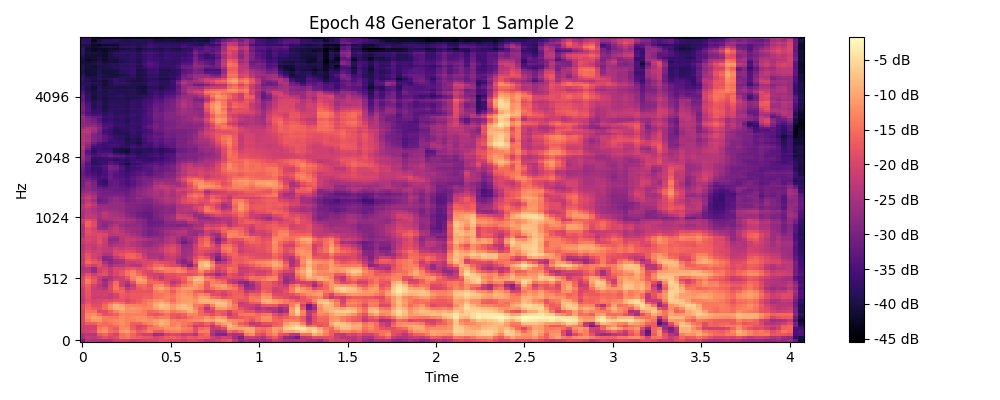 Epoch 48 Generator 1 Sample 2
Hz
4096
2048
1024
512
0
0 0.5 1 1.5 2 2.5 3 3.5 4
Time
-5 dB
-10 dB
-15 dB
-20 dB
-25 dB
-30 dB
-35 dB
-40 dB
-45 dB